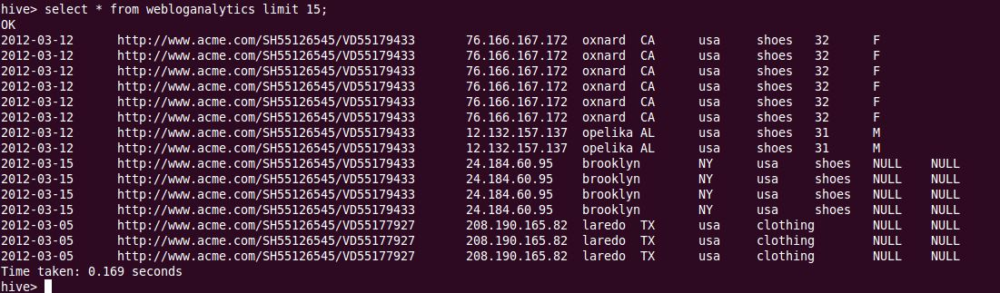 hive> select * from webloganalytics limit 15;
OK
2012-03-12 http://www.acme.com/SH55126545/VD55179433 76.166.167.172 oxnard CA usa shoes 32 F
2012-03-12 http://www.acme.com/SH55126545/VD55179433 76.166.167.172 oxnard CA usa shoes 32 F
2012-03-12 http://www.acme.com/SH55126545/VD55179433 76.166.167.172 oxnard CA usa shoes 32 F
2012-03-12 http://www.acme.com/SH55126545/VD55179433 76.166.167.172 oxnard CA usa shoes 32 F
2012-03-12 http://www.acme.com/SH55126545/VD55179433 76.166.167.172 oxnard CA usa shoes 32 F
2012-03-12 http://www.acme.com/SH55126545/VD55179433 76.166.167.172 oxnard CA usa shoes 32 F
2012-03-12 http://www.acme.com/SH55126545/VD55179433 12.132.157.137 opelika AL usa shoes 31 M
2012-03-12 http://www.acme.com/SH55126545/VD55179433 12.132.157.137 opelika AL usa shoes 31 M
2012-03-15 http://www.acme.com/SH55126545/VD55179433 24.184.60.95 brooklyn NY usa shoes NULL NULL
2012-03-15 http://www.acme.com/SH55126545/VD55179433 24.184.60.95 brooklyn NY usa shoes NULL NULL
2012-03-15 http://www.acme.com/SH55126545/VD55179433 24.184.60.95 brooklyn NY usa shoes NULL NULL
2012-03-15 http://www.acme.com/SH55126545/VD55179433 24.184.60.95 brooklyn NY usa shoes NULL NULL
2012-03-05 http://www.acme.com/SH55126545/VD55177927 208.190.165.82 laredo TX usa clothing NULL NULL
2012-03-05 http://www.acme.com/SH55126545/VD55177927 208.190.165.82 laredo TX usa clothing NULL NULL
2012-03-05 http://www.acme.com/SH55126545/VD55177927 208.190.165.82 laredo TX usa clothing NULL NULL
Time taken: 0.169 seconds
hive>